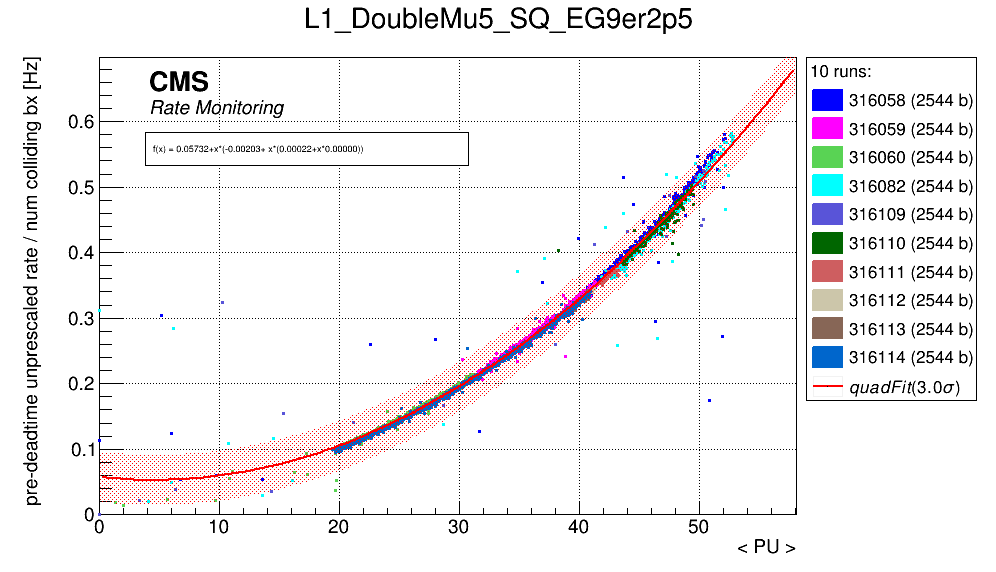 L1_DoubleMu5_SQ_EG9er2p5
pre-deadtime unprescaled rate / num colliding bx [Hz]
CMS
Rate Monitoring
f(x) = 0.05732+x*(-0.00203+ x*(0.00022+x*0.00000))
0
0.1
0.2
0.3
0.4
0.5
0.6
0
10
20
30
40
50
< PU >
10 runs:
316058 (2544 b)
316059 (2544 b)
316060 (2544 b)
316082 (2544 b)
316109 (2544 b)
316110 (2544 b)
316111 (2544 b)
316112 (2544 b)
316113 (2544 b)
316114 (2544 b)
quadFit(3.0σ)